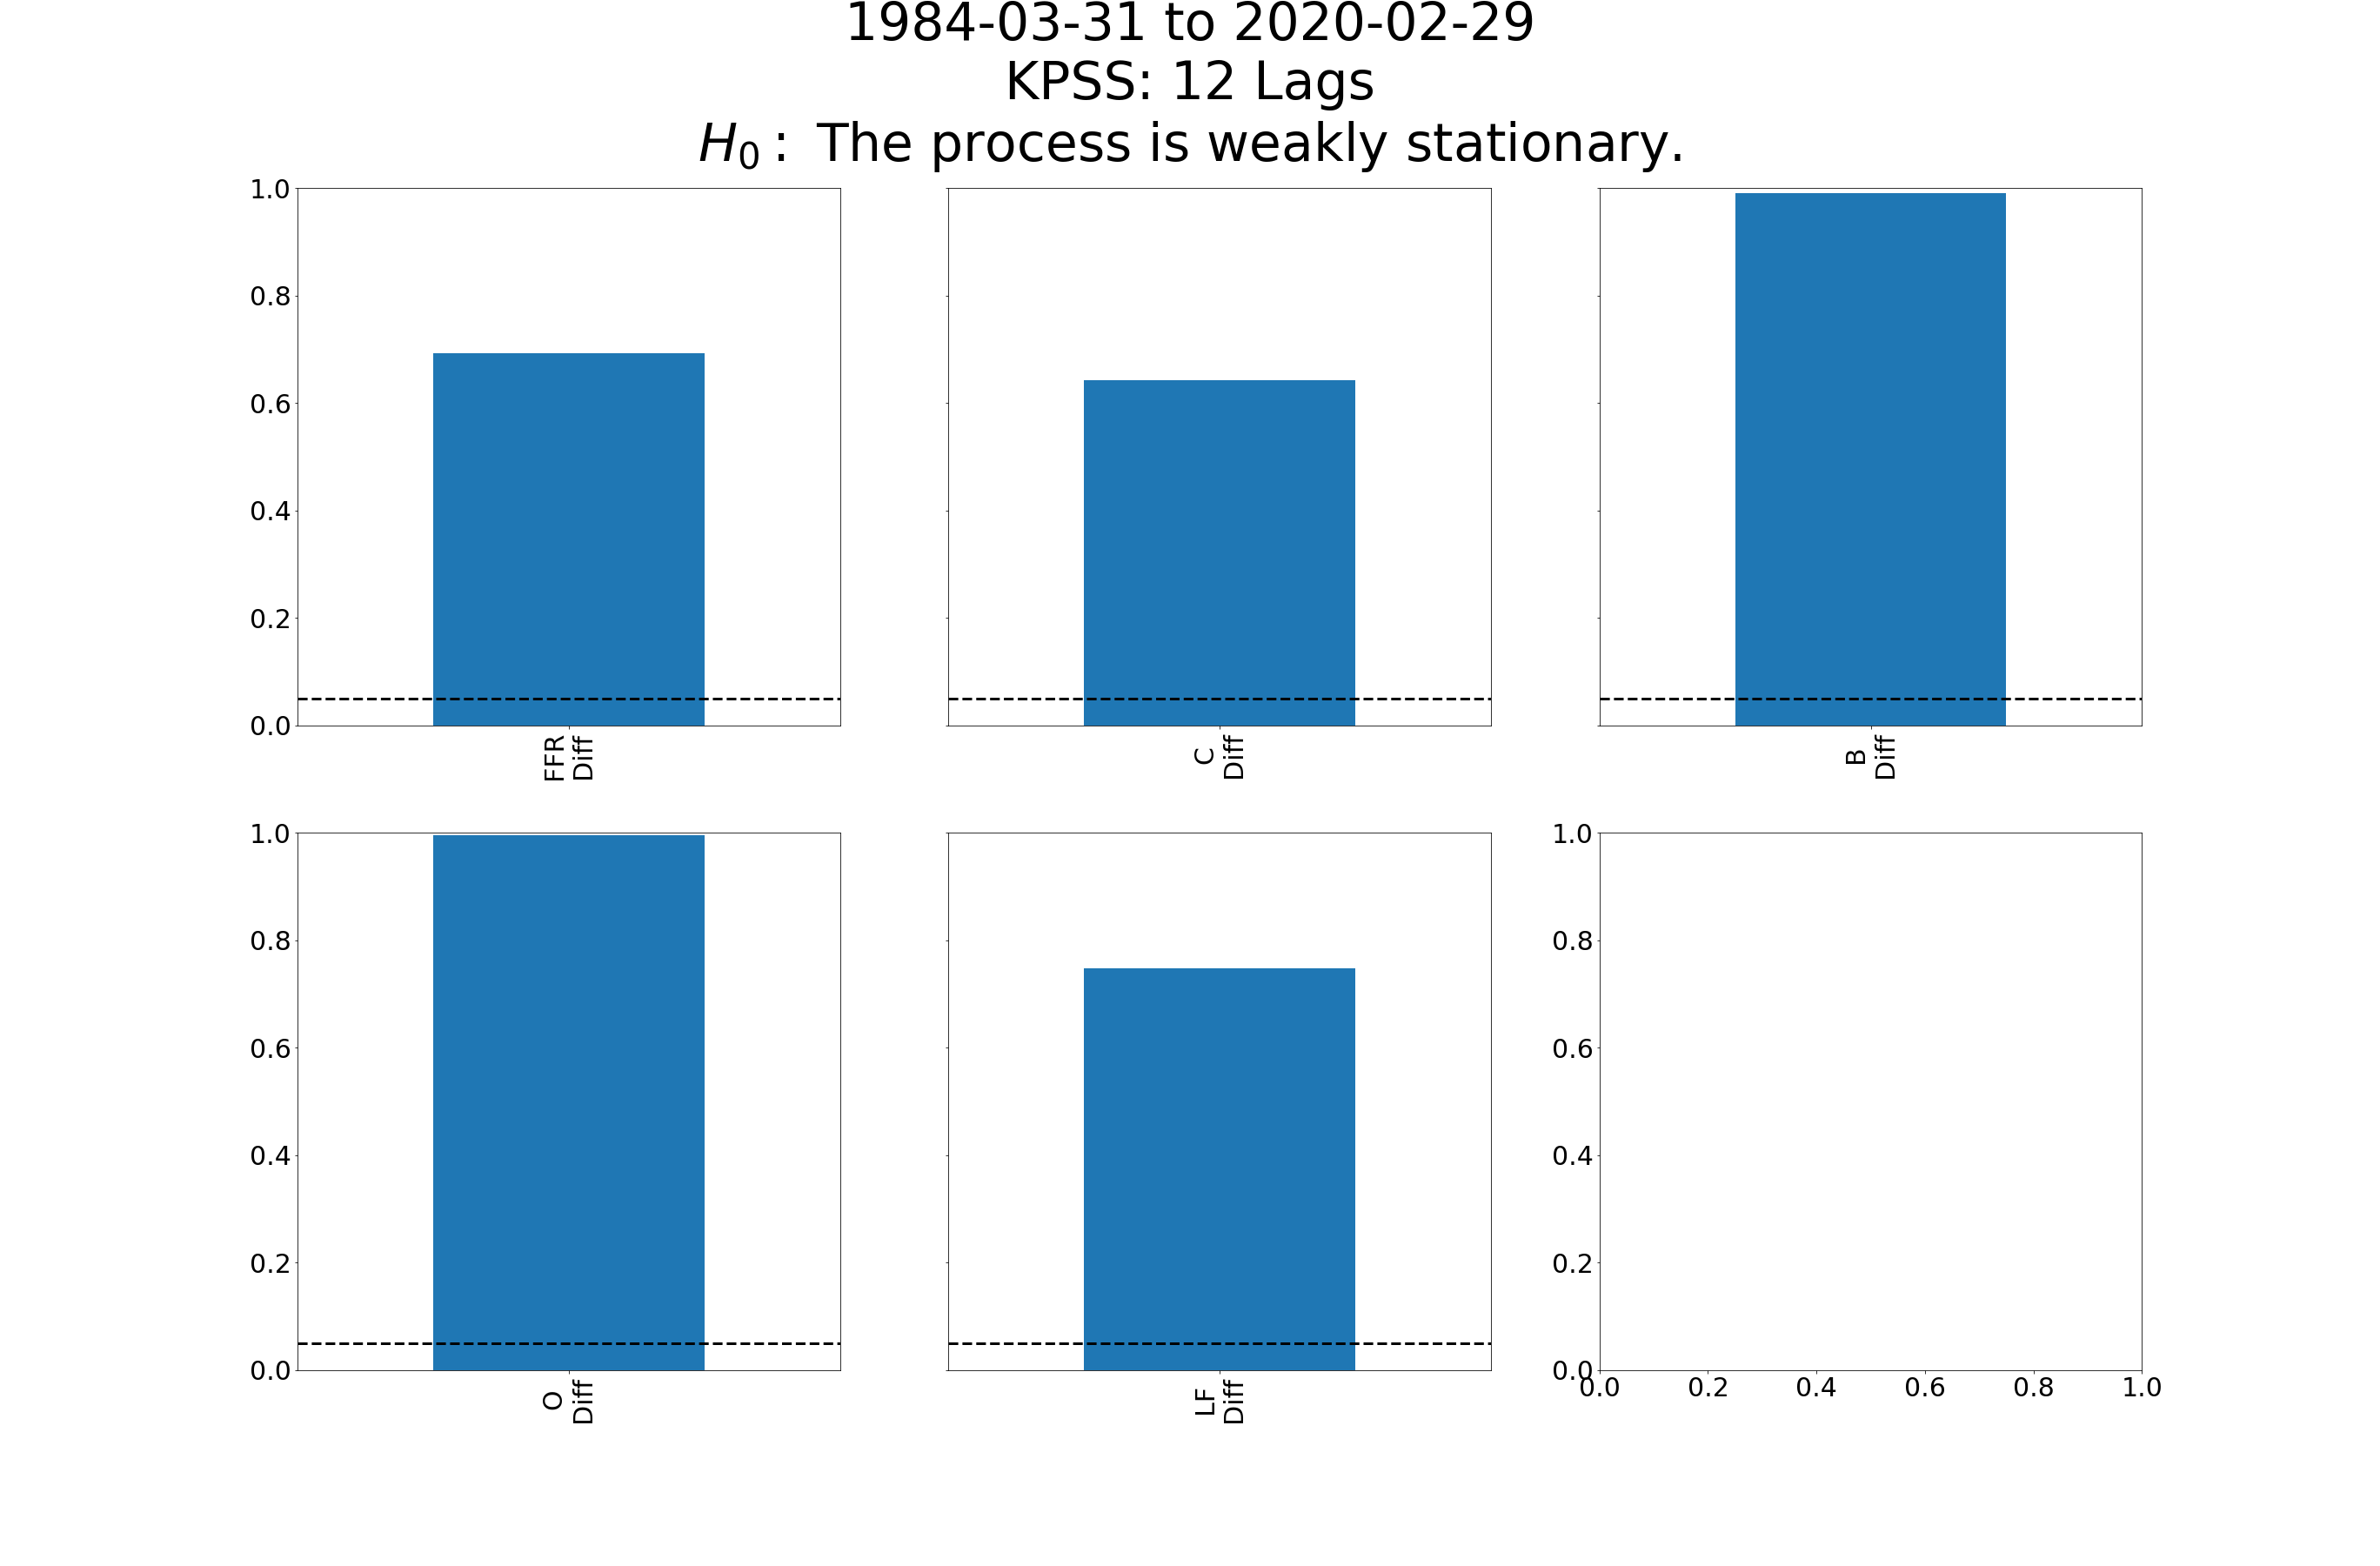 1984-03-31 to 2020-02-29
KPSS: 12 Lags
H₀ : The process is weakly stationary.
1.0
0.8
0.6
0.4
0.2
0.0
FFR
Diff
C
Diff
B
Diff
1.0
0.8
0.6
0.4
0.2
0.0
O
Diff
LF
Diff
1.0
0.8
0.6
0.4
0.2
0.0
0.0 0.2 0.4 0.6 0.8 1.0